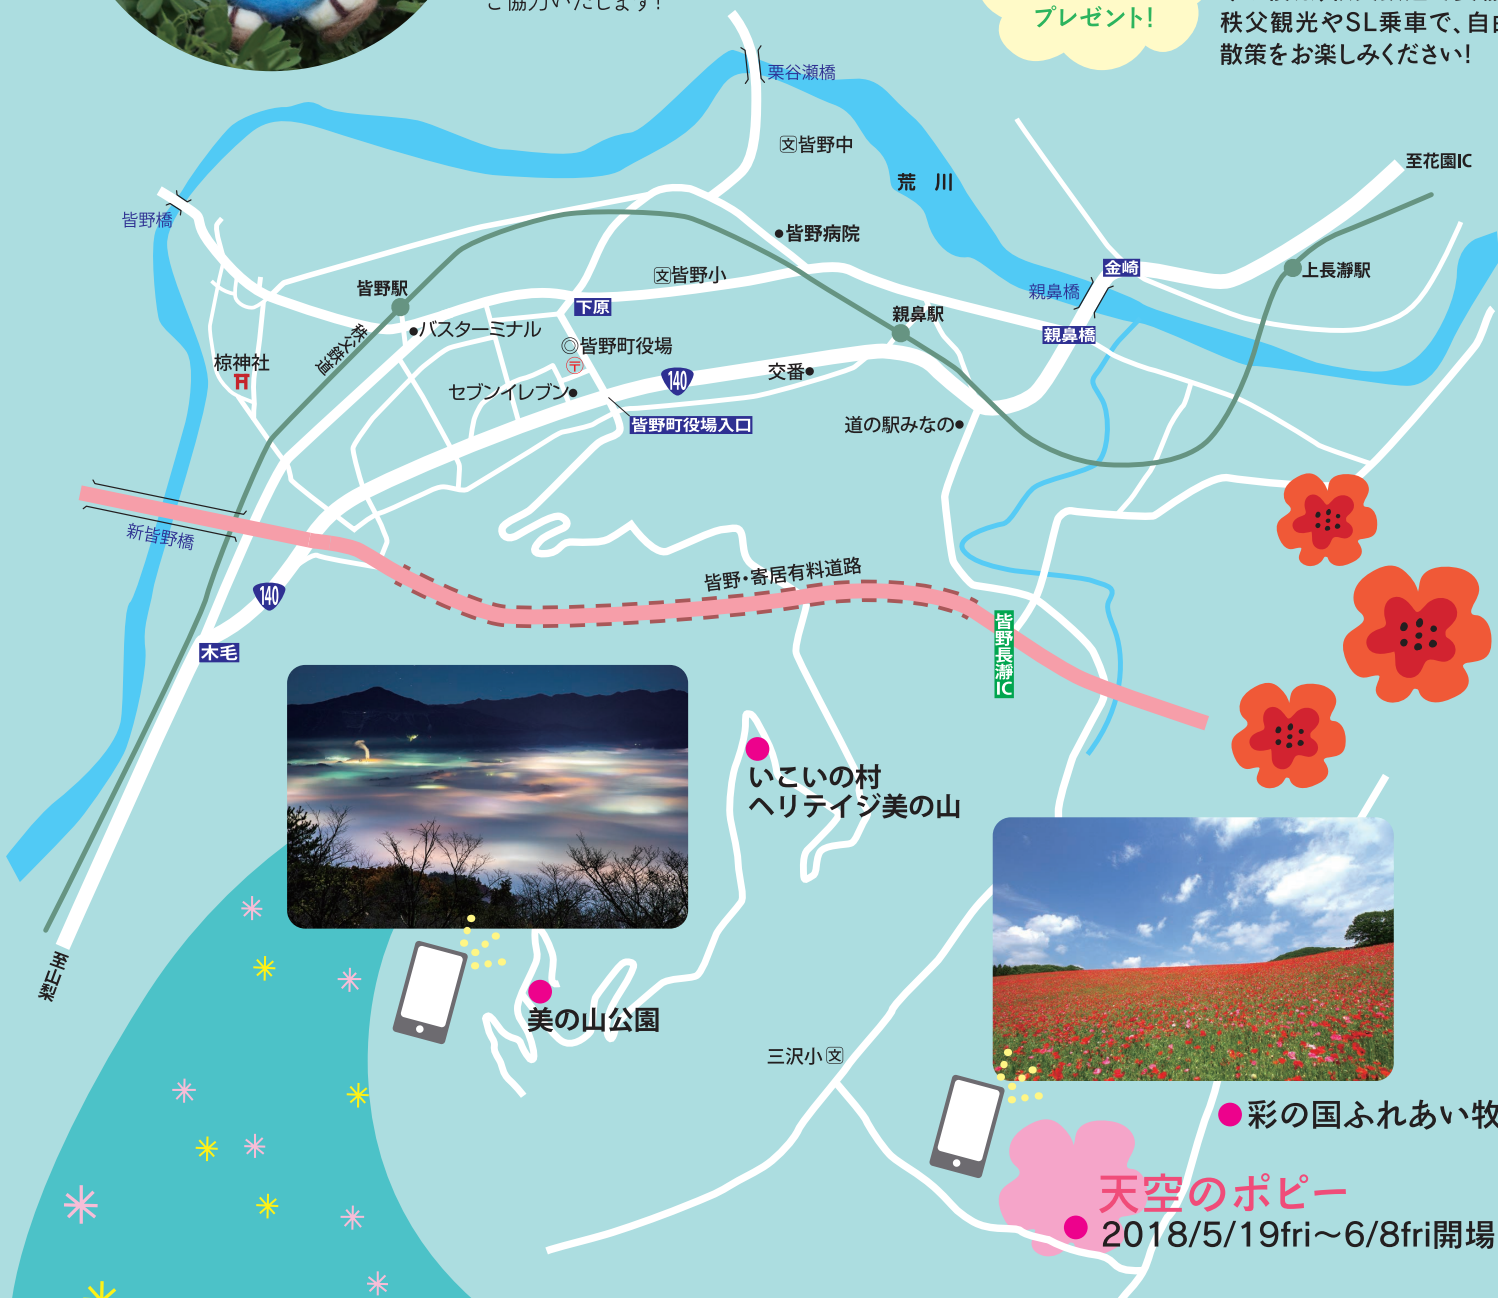 プレゼント!
秩父観光やSL乗車で、自
散策をお楽しみください!
栗谷瀬橋
文皆野中
至花園IC
荒 川
皆野橋
●皆野病院
金崎
上長瀞駅
文皆野小
皆野駅
親鼻橋
下原
親鼻駅
●バスターミナル
秩父鉄道
◎皆野町役場
親鼻橋
椋神社
〒
交番●
140
セブンイレブン●
皆野町役場入口
道の駅みなの●
新皆野橋
皆野・寄居有料道路
140
皆野長瀞IC
木毛
いこいの村
ヘリテイジ美の山
至山梨
美の山公園
三沢小文
●彩の国ふれあい牧
天空のポピー
2018/5/19fri〜6/8fri開場